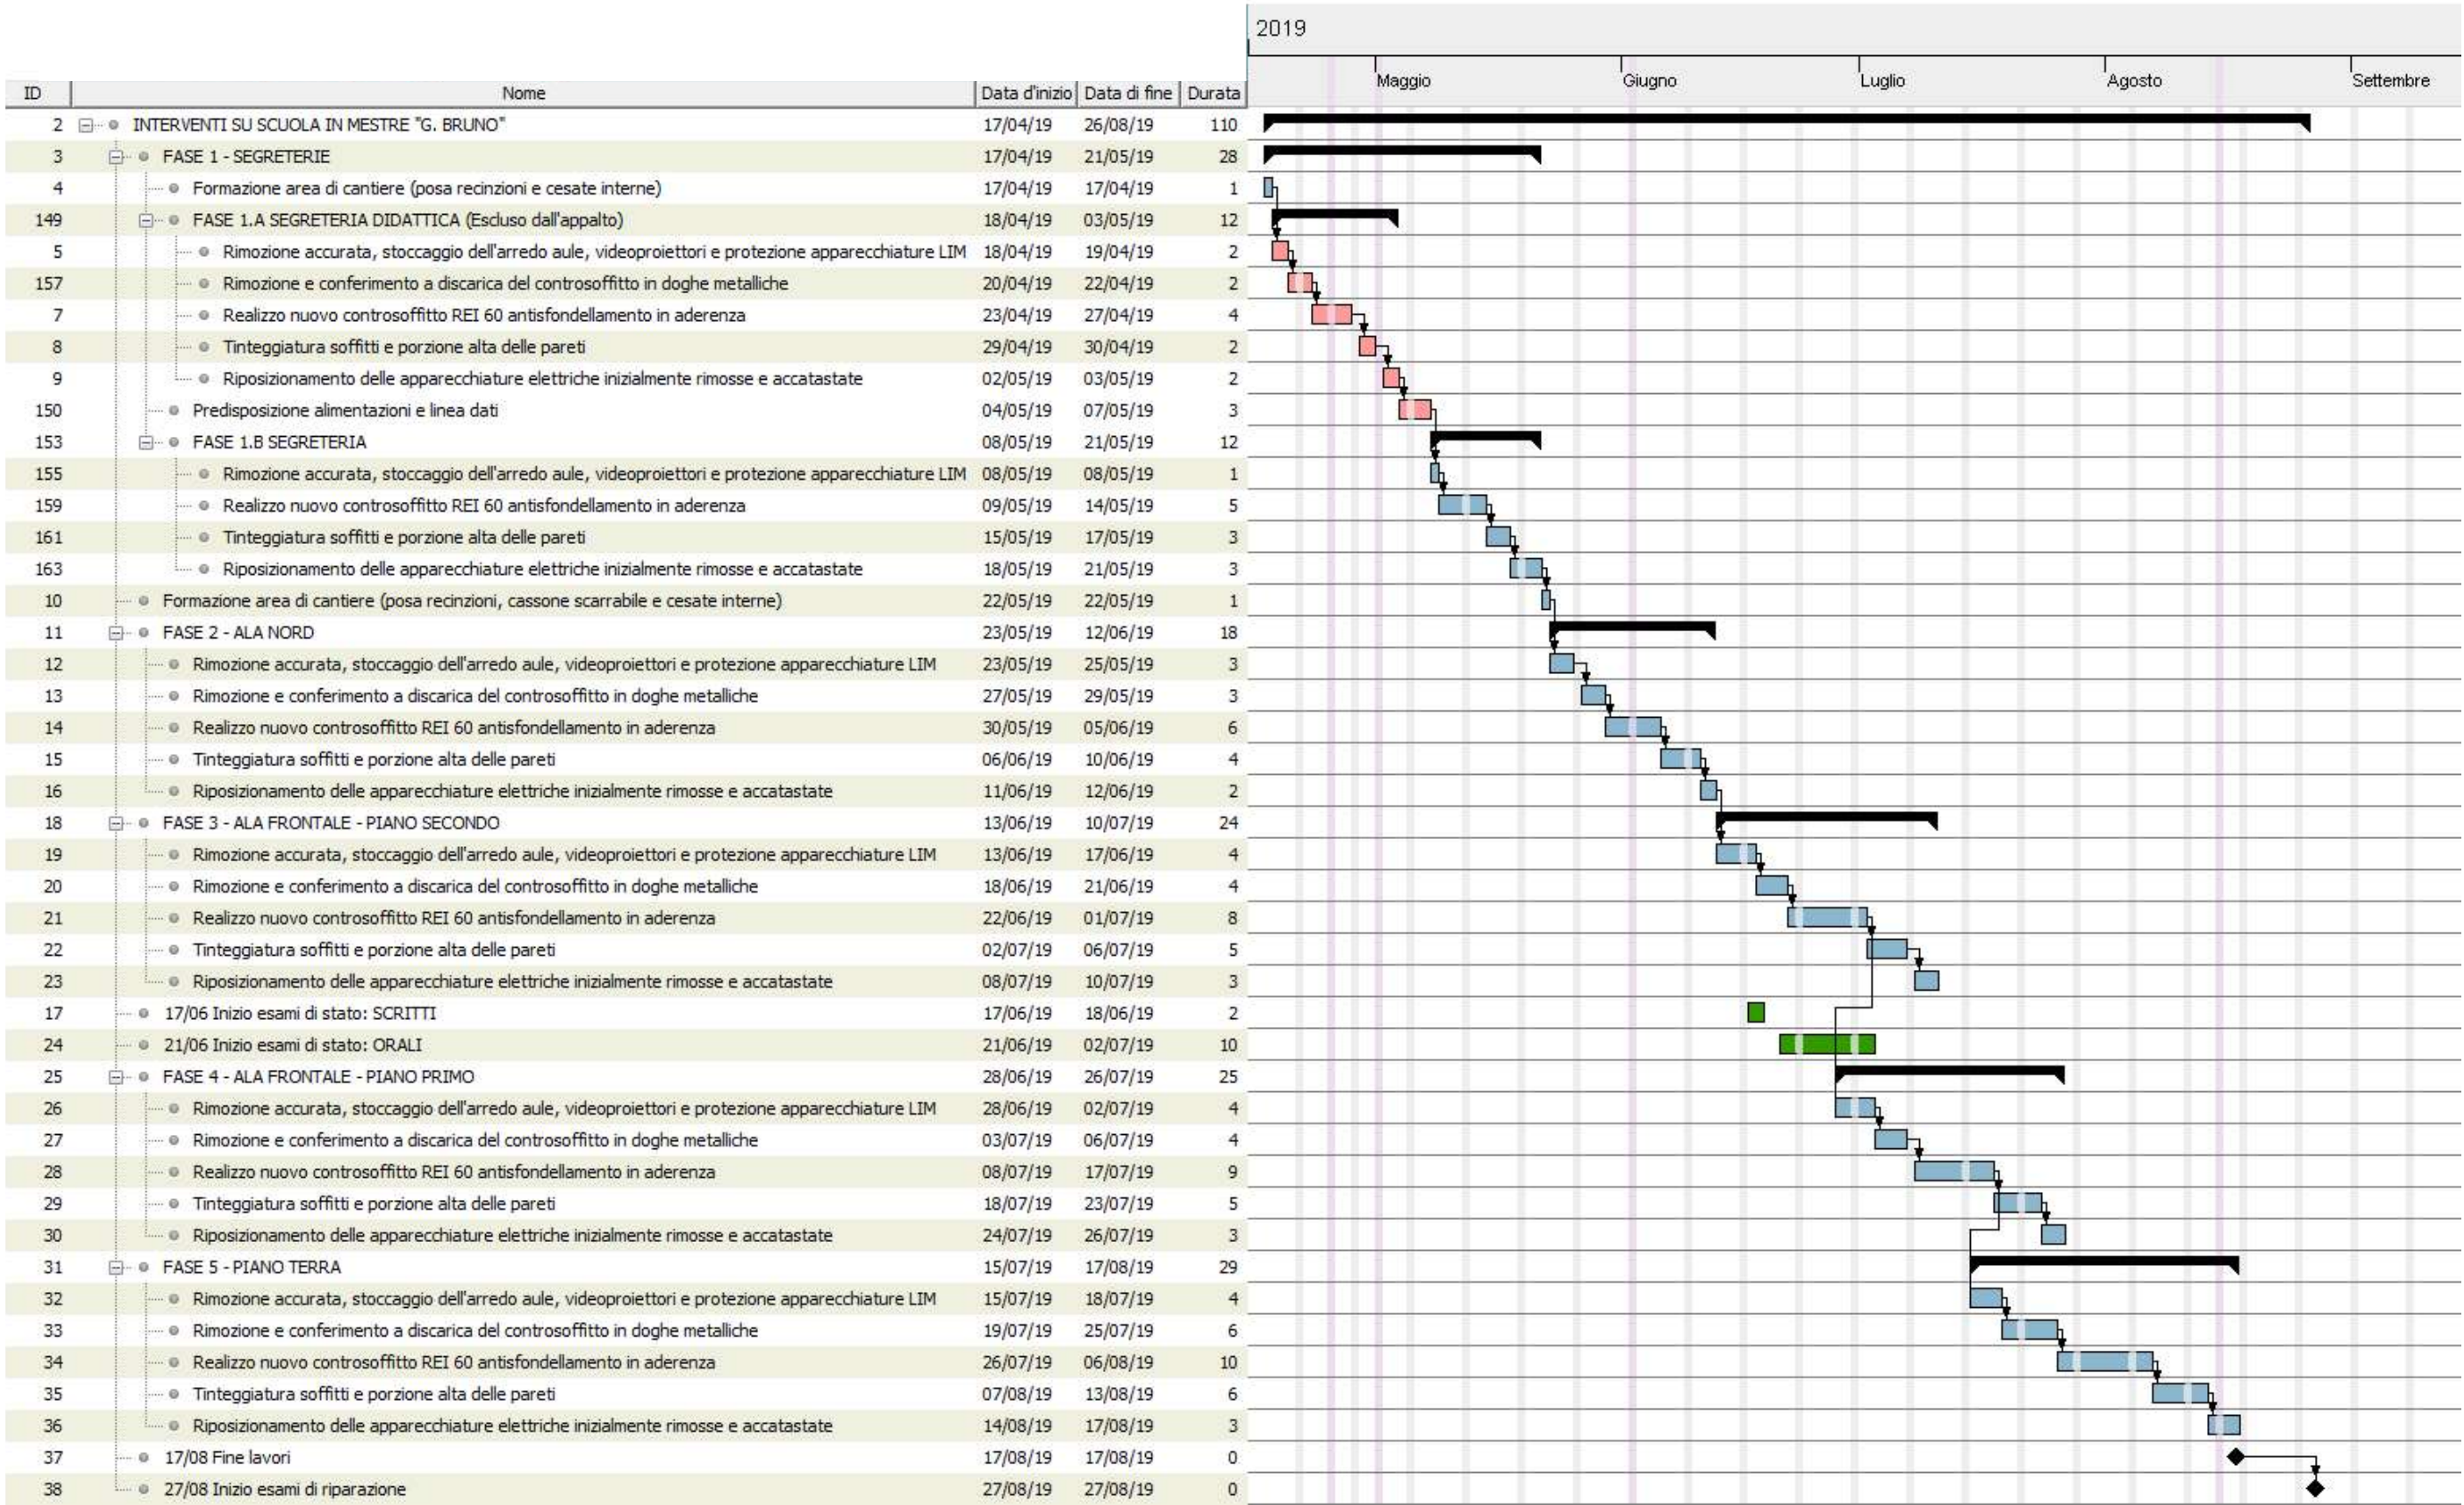 2019
Maggio Giugno Luglio Agosto Settembre
ID Nome Data d'inizio Data di fine Durata
2 INTERVENTI SU SCUOLA IN MESTRE "G. BRUNO" 17/04/19 26/08/19 110
3 FASE 1 - SEGRETERIE 17/04/19 21/05/19 28
4 Formazione area di cantiere (posa recinzioni e cesate interne) 17/04/19 17/04/19 1
149 FASE 1.A SEGRETERIA DIDATTICA (Escluso dall'appalto) 18/04/19 03/05/19 12
5 Rimozione accurata, stoccaggio dell'arredo aule, videoproiettori e protezione apparecchiature LIM 18/04/19 19/04/19 2
157 Rimozione e conferimento a discarica del controsoffitto in doghe metalliche 20/04/19 22/04/19 2
7 Realizzo nuovo controsoffitto REI 60 antisfondellamento in aderenza 23/04/19 27/04/19 4
8 Tinteggiatura soffitti e porzione alta delle pareti 29/04/19 30/04/19 2
9 Riposizionamento delle apparecchiature elettriche inizialmente rimosse e accatastate 02/05/19 03/05/19 2
150 Predisposizione alimentazioni e linea dati 04/05/19 07/05/19 3
153 FASE 1.B SEGRETERIA 08/05/19 21/05/19 12
155 Rimozione accurata, stoccaggio dell'arredo aule, videoproiettori e protezione apparecchiature LIM 08/05/19 08/05/19 1
159 Realizzo nuovo controsoffitto REI 60 antisfondellamento in aderenza 09/05/19 14/05/19 5
161 Tinteggiatura soffitti e porzione alta delle pareti 15/05/19 17/05/19 3
163 Riposizionamento delle apparecchiature elettriche inizialmente rimosse e accatastate 18/05/19 21/05/19 3
10 Formazione area di cantiere (posa recinzioni, cassone scarrabile e cesate interne) 22/05/19 22/05/19 1
11 FASE 2 - ALA NORD 23/05/19 12/06/19 18
12 Rimozione accurata, stoccaggio dell'arredo aule, videoproiettori e protezione apparecchiature LIM 23/05/19 25/05/19 3
13 Rimozione e conferimento a discarica del controsoffitto in doghe metalliche 27/05/19 29/05/19 3
14 Realizzo nuovo controsoffitto REI 60 antisfondellamento in aderenza 30/05/19 05/06/19 6
15 Tinteggiatura soffitti e porzione alta delle pareti 06/06/19 10/06/19 4
16 Riposizionamento delle apparecchiature elettriche inizialmente rimosse e accatastate 11/06/19 12/06/19 2
18 FASE 3 - ALA FRONTALE - PIANO SECONDO 13/06/19 10/07/19 24
19 Rimozione accurata, stoccaggio dell'arredo aule, videoproiettori e protezione apparecchiature LIM 13/06/19 17/06/19 4
20 Rimozione e conferimento a discarica del controsoffitto in doghe metalliche 18/06/19 21/06/19 4
21 Realizzo nuovo controsoffitto REI 60 antisfondellamento in aderenza 22/06/19 01/07/19 8
22 Tinteggiatura soffitti e porzione alta delle pareti 02/07/19 06/07/19 5
23 Riposizionamento delle apparecchiature elettriche inizialmente rimosse e accatastate 08/07/19 10/07/19 3
17 17/06 Inizio esami di stato: SCRITTI 17/06/19 18/06/19 2
24 21/06 Inizio esami di stato: ORALI 21/06/19 02/07/19 10
25 FASE 4 - ALA FRONTALE - PIANO PRIMO 28/06/19 26/07/19 25
26 Rimozione accurata, stoccaggio dell'arredo aule, videoproiettori e protezione apparecchiature LIM 28/06/19 02/07/19 4
27 Rimozione e conferimento a discarica del controsoffitto in doghe metalliche 03/07/19 06/07/19 4
28 Realizzo nuovo controsoffitto REI 60 antisfondellamento in aderenza 08/07/19 17/07/19 9
29 Tinteggiatura soffitti e porzione alta delle pareti 18/07/19 23/07/19 5
30 Riposizionamento delle apparecchiature elettriche inizialmente rimosse e accatastate 24/07/19 26/07/19 3
31 FASE 5 - PIANO TERRA 15/07/19 17/08/19 29
32 Rimozione accurata, stoccaggio dell'arredo aule, videoproiettori e protezione apparecchiature LIM 15/07/19 18/07/19 4
33 Rimozione e conferimento a discarica del controsoffitto in doghe metalliche 19/07/19 25/07/19 6
34 Realizzo nuovo controsoffitto REI 60 antisfondellamento in aderenza 26/07/19 06/08/19 10
35 Tinteggiatura soffitti e porzione alta delle pareti 07/08/19 13/08/19 6
36 Riposizionamento delle apparecchiature elettriche inizialmente rimosse e accatastate 14/08/19 17/08/19 3
37 17/08 Fine lavori 17/08/19 17/08/19 0
38 27/08 Inizio esami di riparazione 27/08/19 27/08/19 0